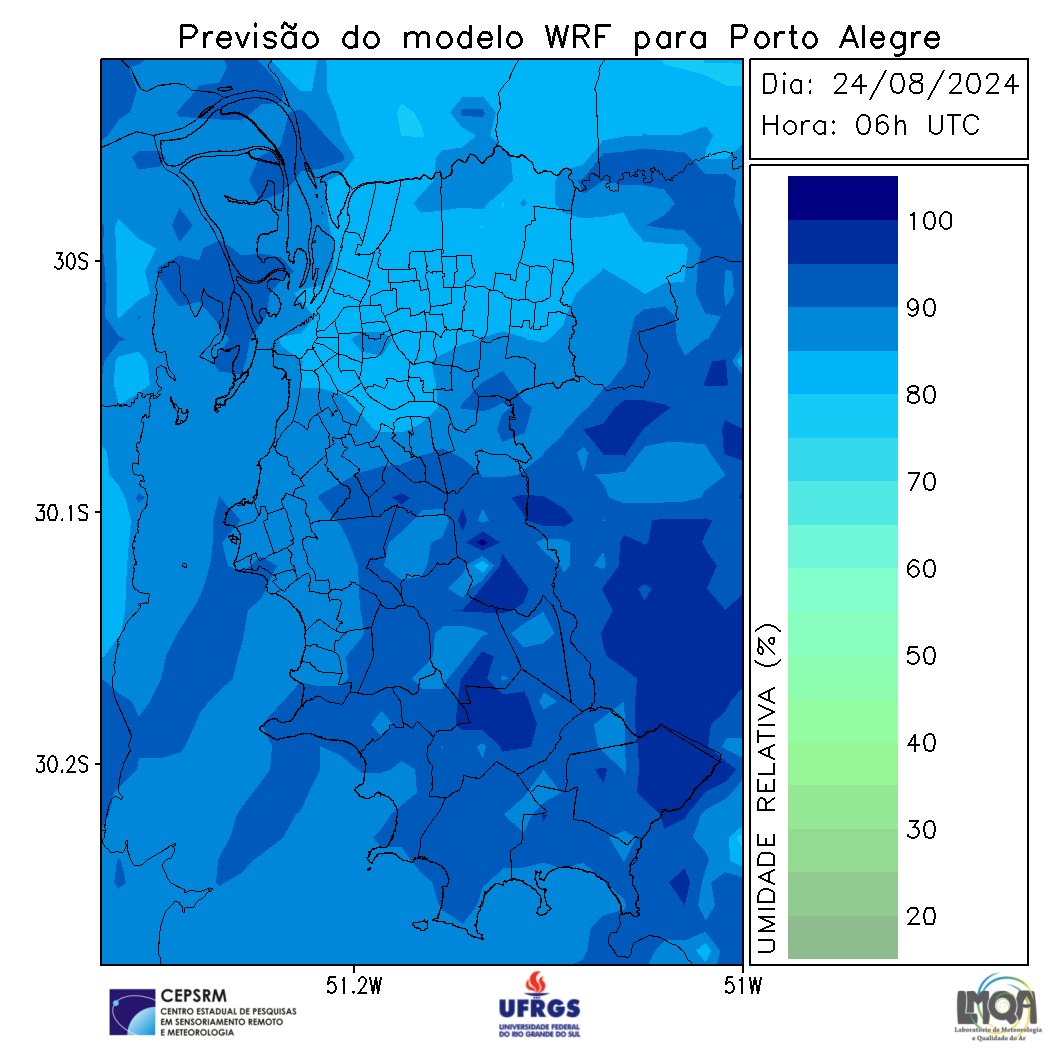 Previsão do modelo WRF para Porto Alegre
Dia: 24/08/2024
Hora: 06h UTC
30S
30.1S
30.2S
51.2W
51W
UMIDADE RELATIVA (%)
100
90
80
70
60
50
40
30
20
CEPSRM
CENTRO ESTADUAL DE PESQUISAS
EM SENSORIAMENTO REMOTO
E METEOROLOGIA
UFRGS
UNIVERSIDADE FEDERAL
DO RIO GRANDE DO SUL
LMQA
Laboratório de Meteorologia
e Qualidade do Ar